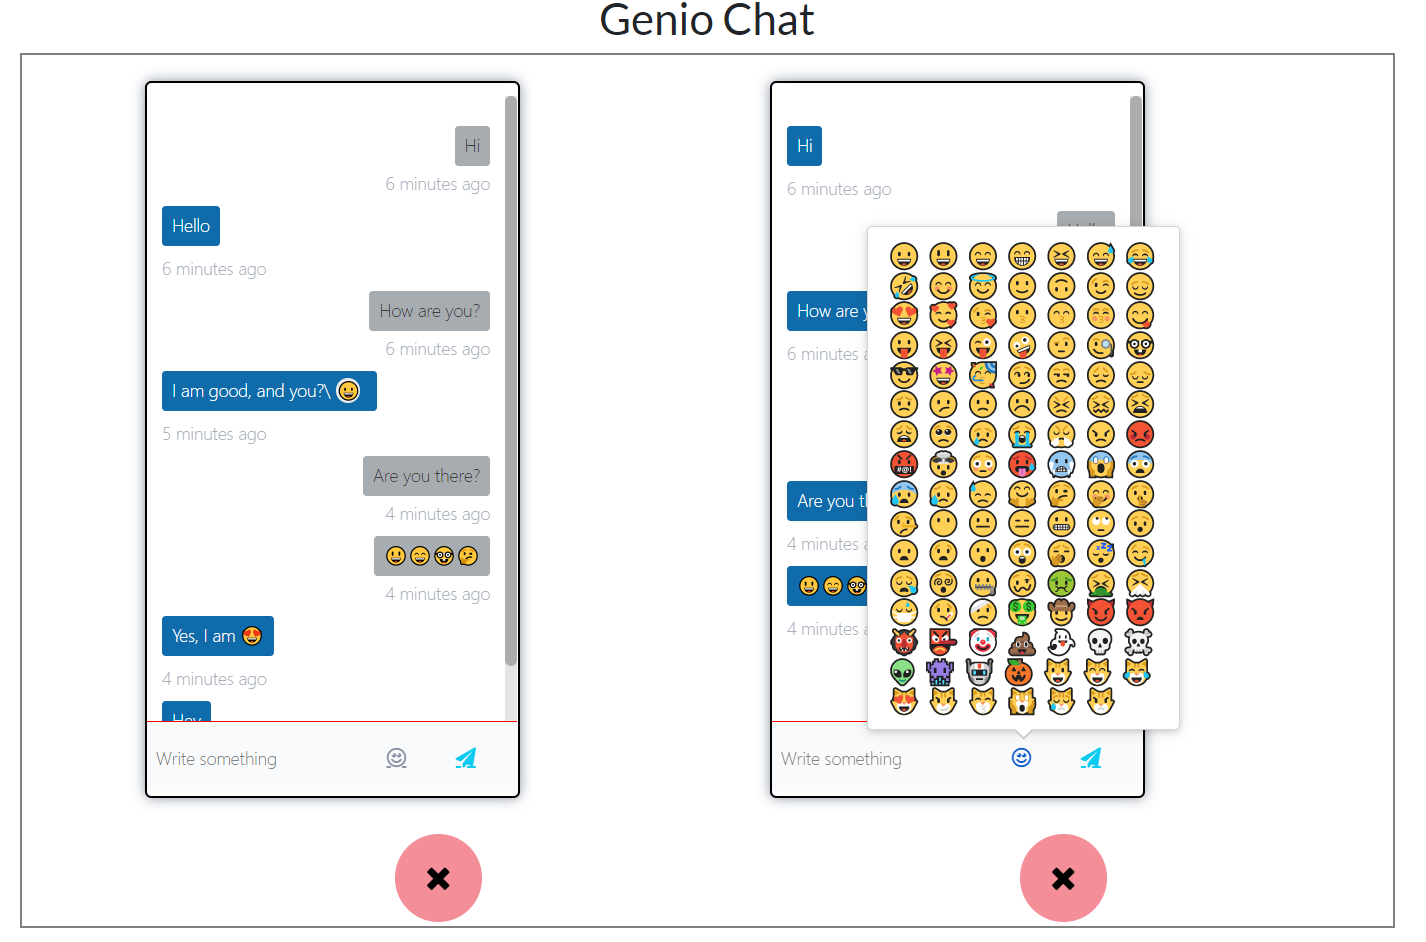 Genio Chat
Hi
6 minutes ago
Hello
6 minutes ago
How are you?
6 minutes ago
I am good, and you?\
5 minutes ago
Are you there?
4 minutes ago
4 minutes ago
Yes, I am
4 minutes ago
Hey
Write something
Hi
6 minutes ago
Hello
How are y
6 minutes a
Are you th
4 minutes a
4 minutes a
Write something